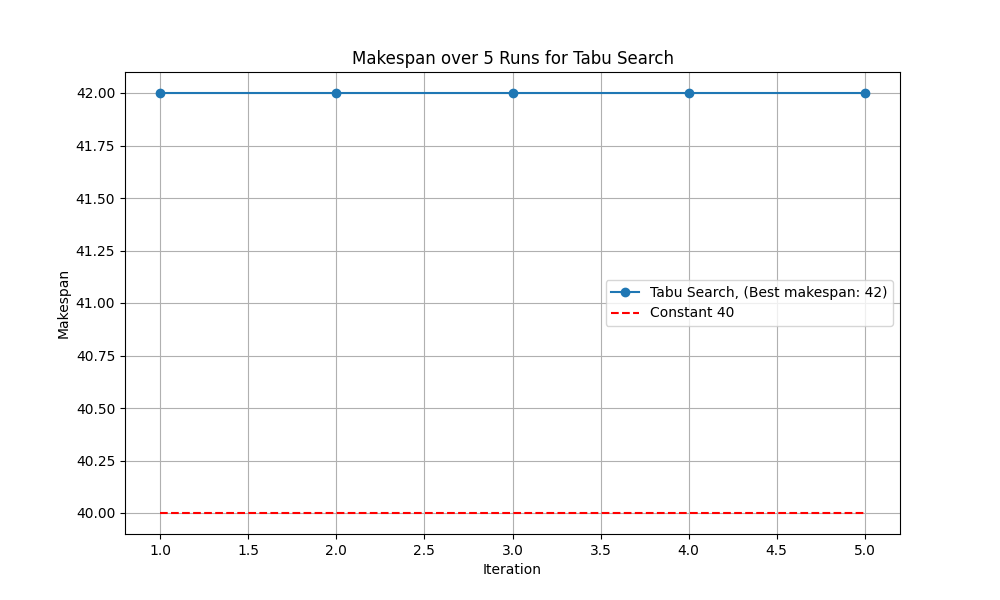 Makespan over 5 Runs for Tabu Search
Makespan
42.00
41.75
41.50
41.25
41.00
40.75
40.50
40.25
40.00
Tabu Search, (Best makespan: 42)
Constant 40
1.0 1.5 2.0 2.5 3.0 3.5 4.0 4.5 5.0
Iteration